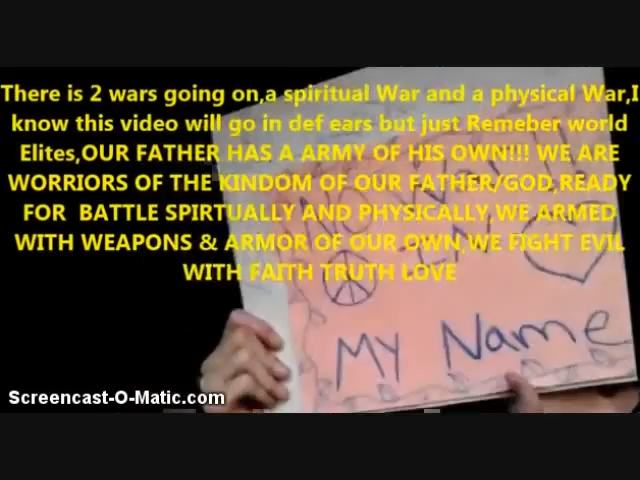 There is 2 wars going on,a spiritual War and a physical War,I
know this video will go in def ears but just Remeber world
Elites,OUR FATHER HAS A ARMY OF HIS OWN!!! WE ARE
WORRIORS OF THE KINDOM OF OUR FATHER/GOD,READY
FOR BATTLE SPIRTUALLY AND PHYSICALLY,WE ARMED
WITH WEAPONS & ARMOR OF OUR OWN,WE FIGHT EVIL
WITH FAITH TRUTH LOVE
MY Name
Screencast-O-Matic.com